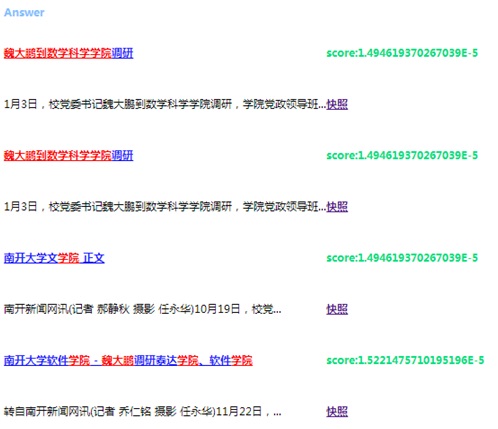 Answer
魏大鹏到数学科学学院调研 score:1.494619370267039E-5
1月3日，校党委书记魏大鹏到数学科学学院调研，学院党政领导班...快照
魏大鹏到数学科学学院调研 score:1.494619370267039E-5
1月3日，校党委书记魏大鹏到数学科学学院调研，学院党政领导班...快照
南开大学文学院 正文 score:1.494619370267039E-5
南开新闻网讯(记者 郝静秋 摄影 任永华)10月19日，校党... 快照
南开大学软件学院 - 魏大鹏调研泰达学院、软件学院 score:1.5221475710195196E-5
转自南开新闻网讯(记者 乔仁铭 摄影 任永华)11月22日，... 快照